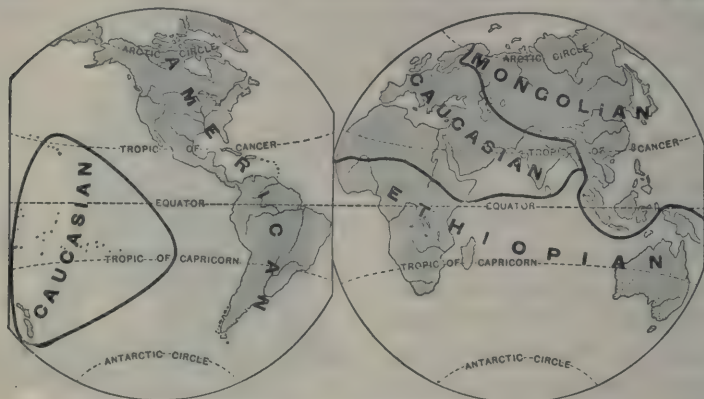 ARCTIC CIRCLE
AMERICAN
TROPIC OF CANCER
CAUCASIAN
EQUATOR
TROPIC OF CAPRICORN
ANTARCTIC CIRCLE
ARCTIC CIRCLE
MONGOLIAN
CAUCASIAN
TROPIC OF CANCER
ETHIOPIAN
EQUATOR
TROPIC OF CAPRICORN
ANTARCTIC CIRCLE